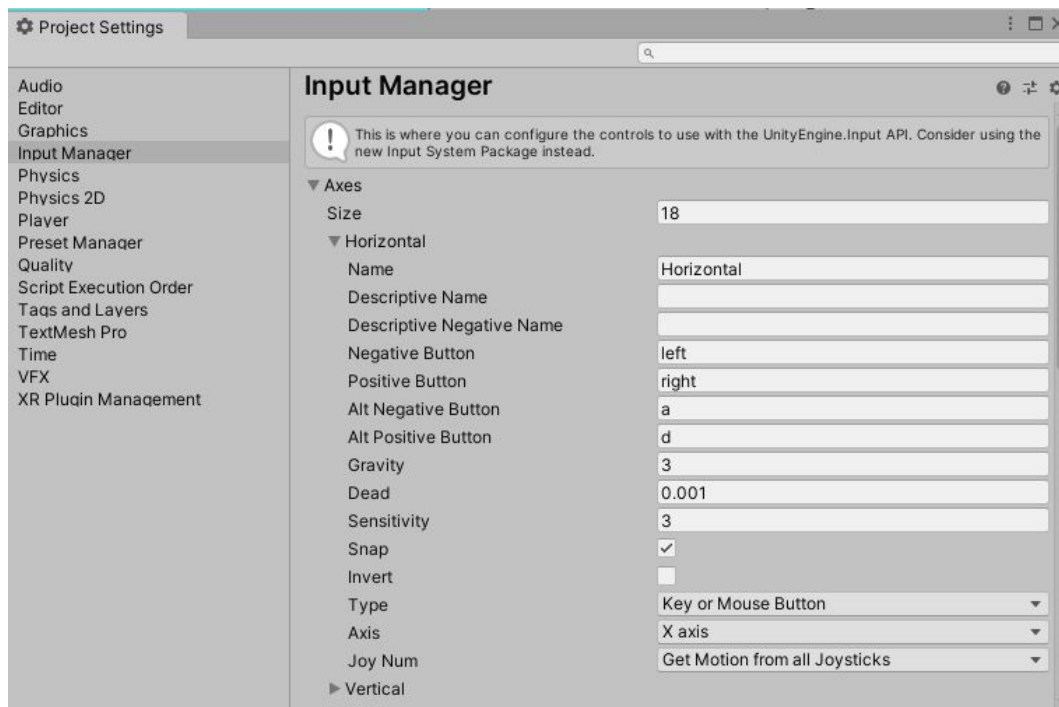 Project Settings
Audio
Editor
Graphics
Input Manager
Physics
Physics 2D
Player
Preset Manager
Quality
Script Execution Order
Tags and Layers
TextMesh Pro
Time
VFX
XR Plugin Management
Input Manager
This is where you can configure the controls to use with the UnityEngine.Input API. Consider using the
new Input System Package instead.
Axes
Size 18
Horizontal
Name Horizontal
Descriptive Name
Descriptive Negative Name
Negative Button left
Positive Button right
Alt Negative Button a
Alt Positive Button d
Gravity 3
Dead 0.001
Sensitivity 3
Snap
Invert
Type Key or Mouse Button
Axis X axis
Joy Num Get Motion from all Joysticks
Vertical